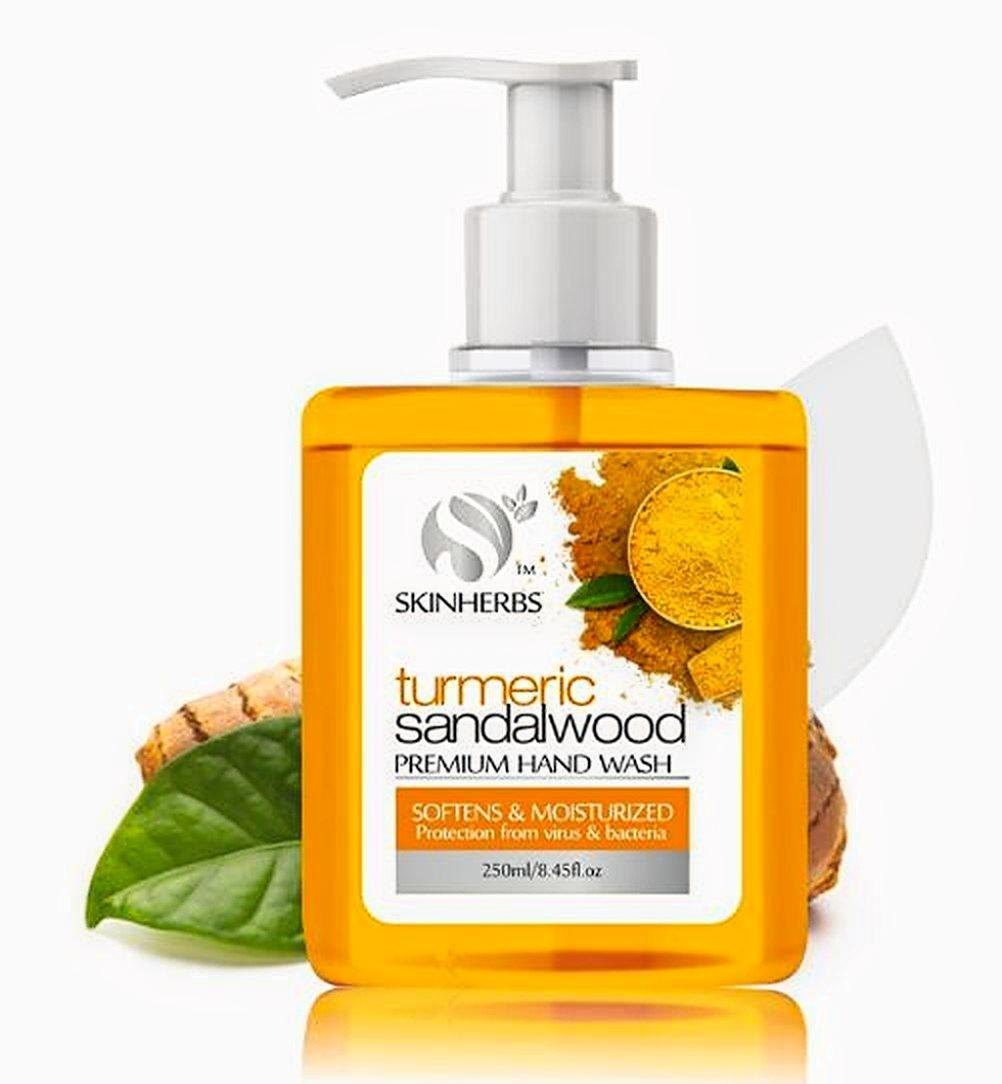 TM
SKINHERBS
turmeric
sandalwood
PREMIUM HAND WASH
SOFTENS & MOISTURIZED
Protection from virus & bacteria
250ml/8.45fl.oz